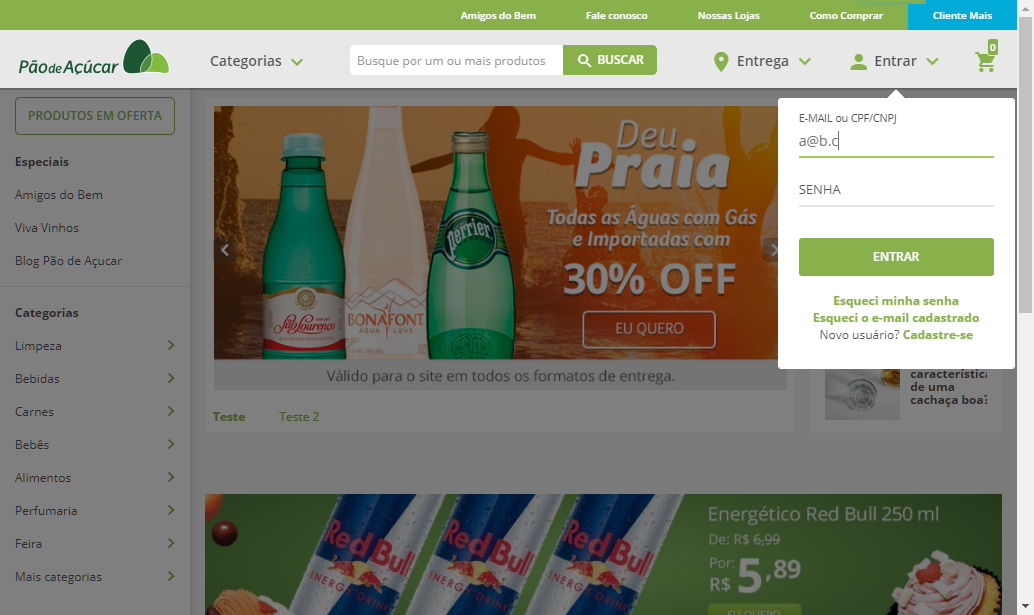 Amigos do Bem
Fale conosco
Nossas Lojas
Como Comprar
Cliente Mais
Pão de Açúcar
Categorias
Busque por um ou mais produtos
BUSCAR
Entrega
Entrar
0
PRODUTOS EM OFERTA
Especiais
Amigos do Bem
Viva Vinhos
Blog Pão de Açucar
Categorias
Limpeza
Bebidas
Carnes
Bebês
Alimentos
Perfumaria
Feira
Mais categorias
Deu
Praia
Todas as Águas com Gás
e Importadas com
30% OFF
EU QUERO
São Lourenço
BONAFONT
ÁGUA LEVE
perrier
Válido para o site em todos os formatos de entrega.
Teste
Teste 2
E-MAIL ou CPF/CNPJ
a@b.c
SENHA
ENTRAR
Esqueci minha senha
Esqueci o e-mail cadastrado
Novo usuário? Cadastre-se
característic
de uma
cachaça boa?
Red Bull
ENERGY DRINK
Red Bull
ENERGY DRINK
Red Bull
ENERGY DRINK
Energético Red Bull 250 ml
De: R$ 6,99
Por:
R$ 5,89
EU QUERO